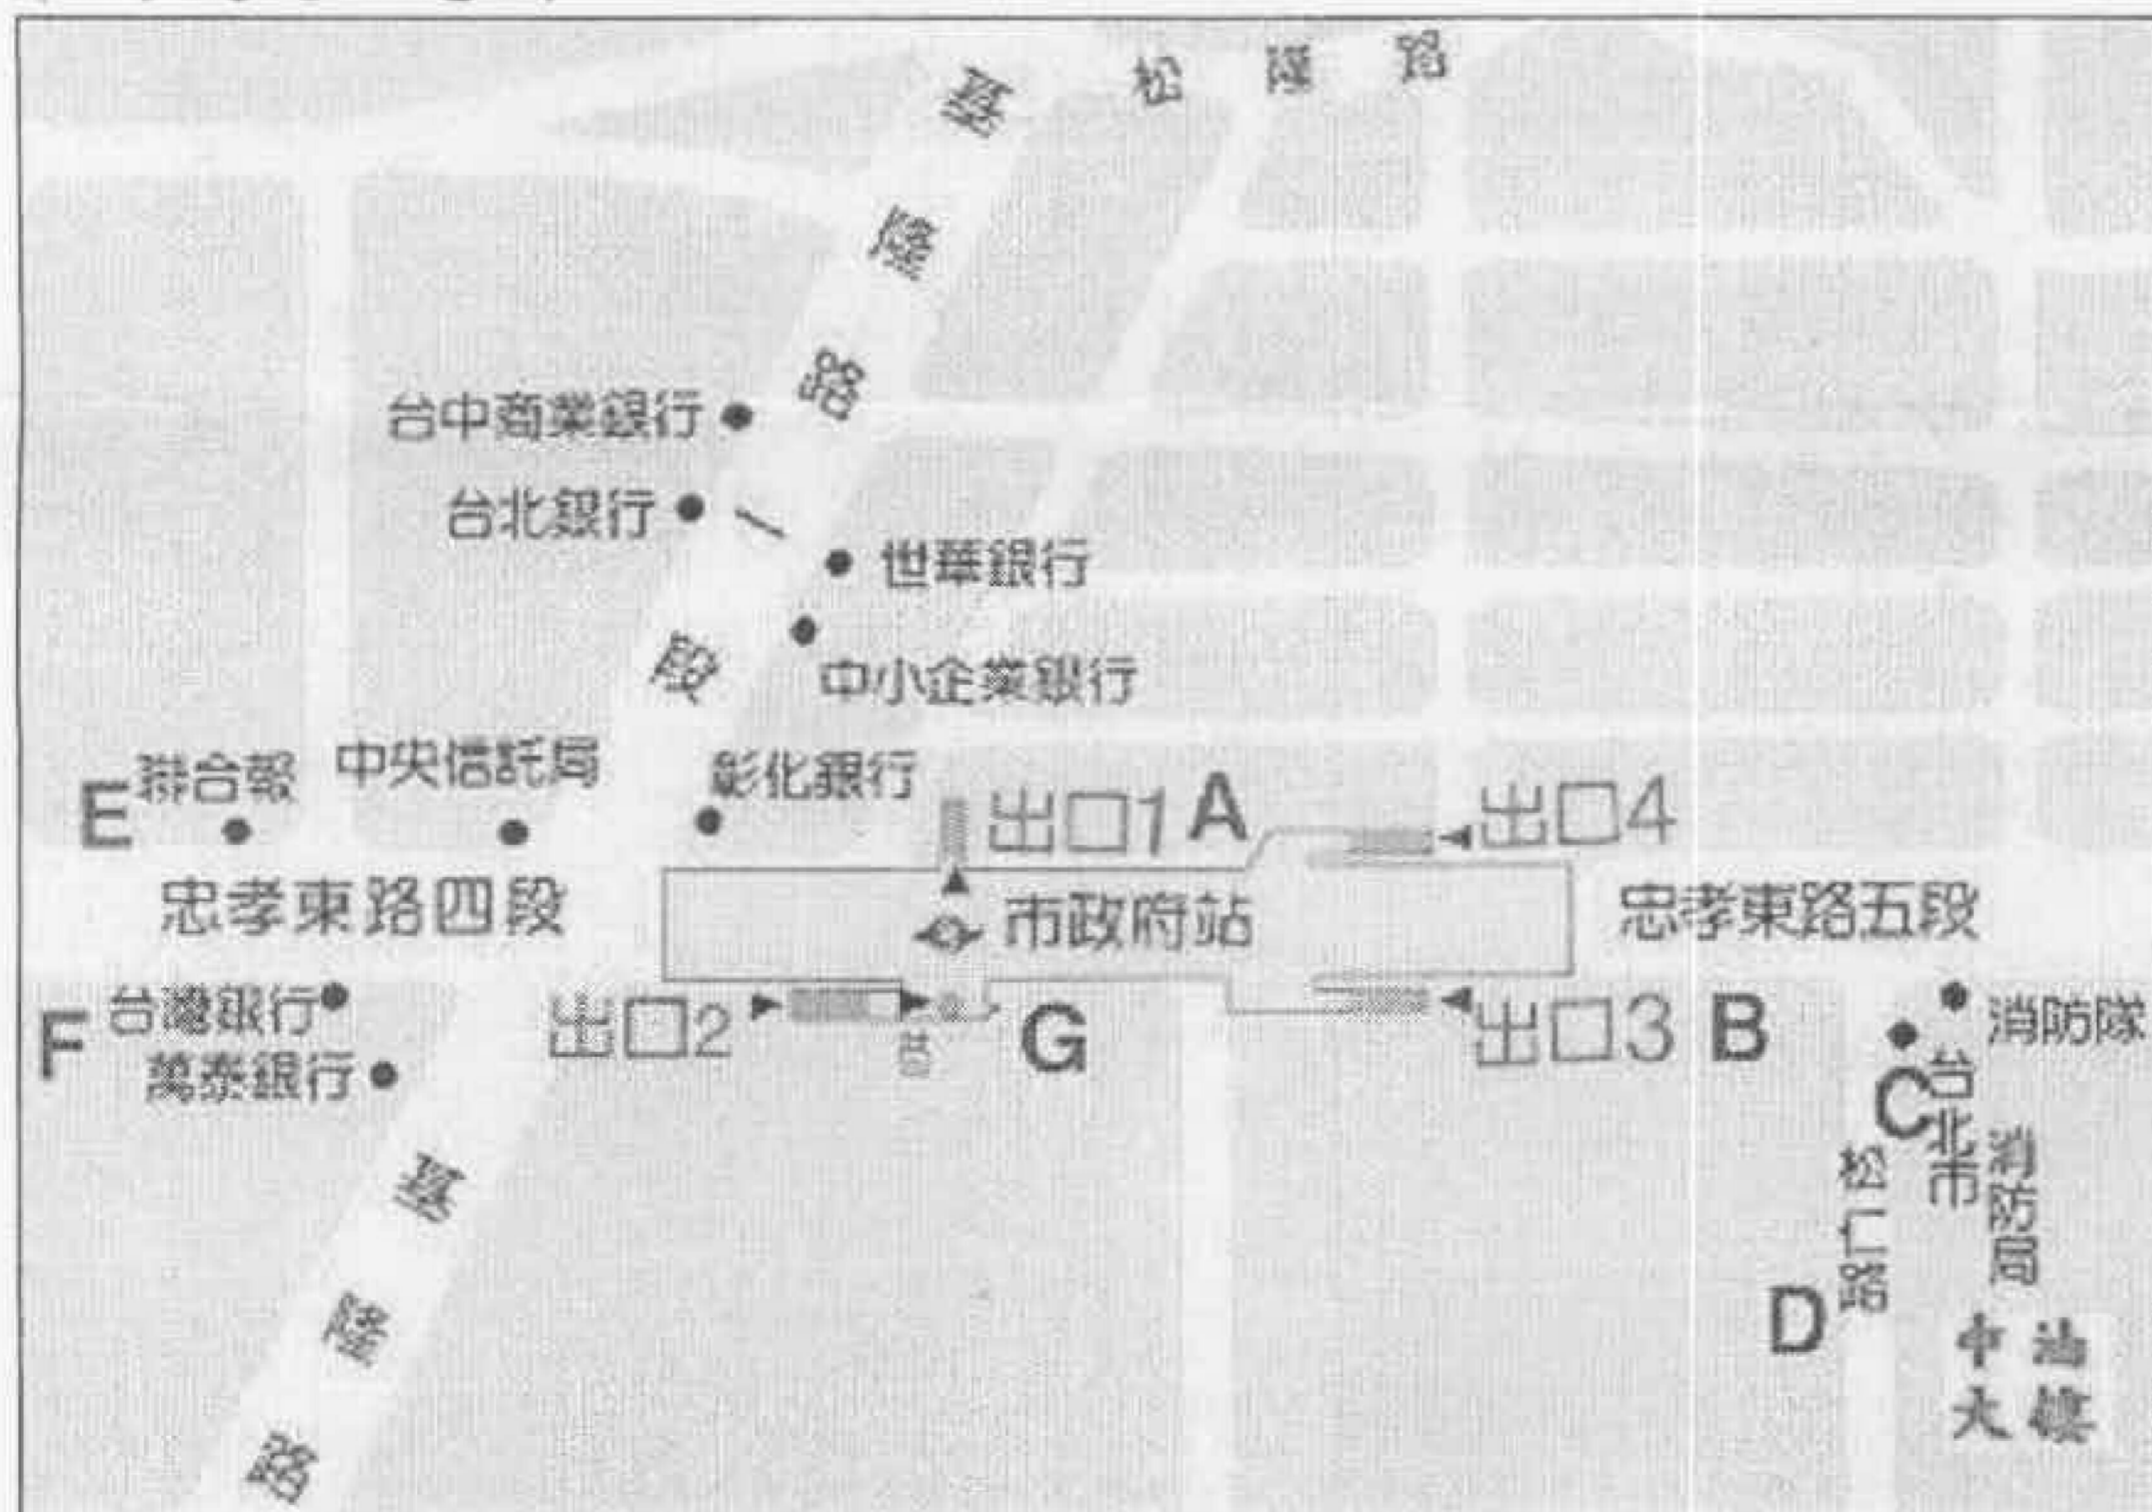 松隆路
基隆路
一
段
台中商業銀行
台北銀行
世華銀行
中小企業銀行
E
聯合報
中央信託局
彰化銀行
出口1
A
出口4
忠孝東路四段
市政府站
忠孝東路五段
F
台灣銀行
萬泰銀行
出口2
G
出口3
B
消防隊
C
台北市
消防局
松仁路
D
中油
大樓
基隆路